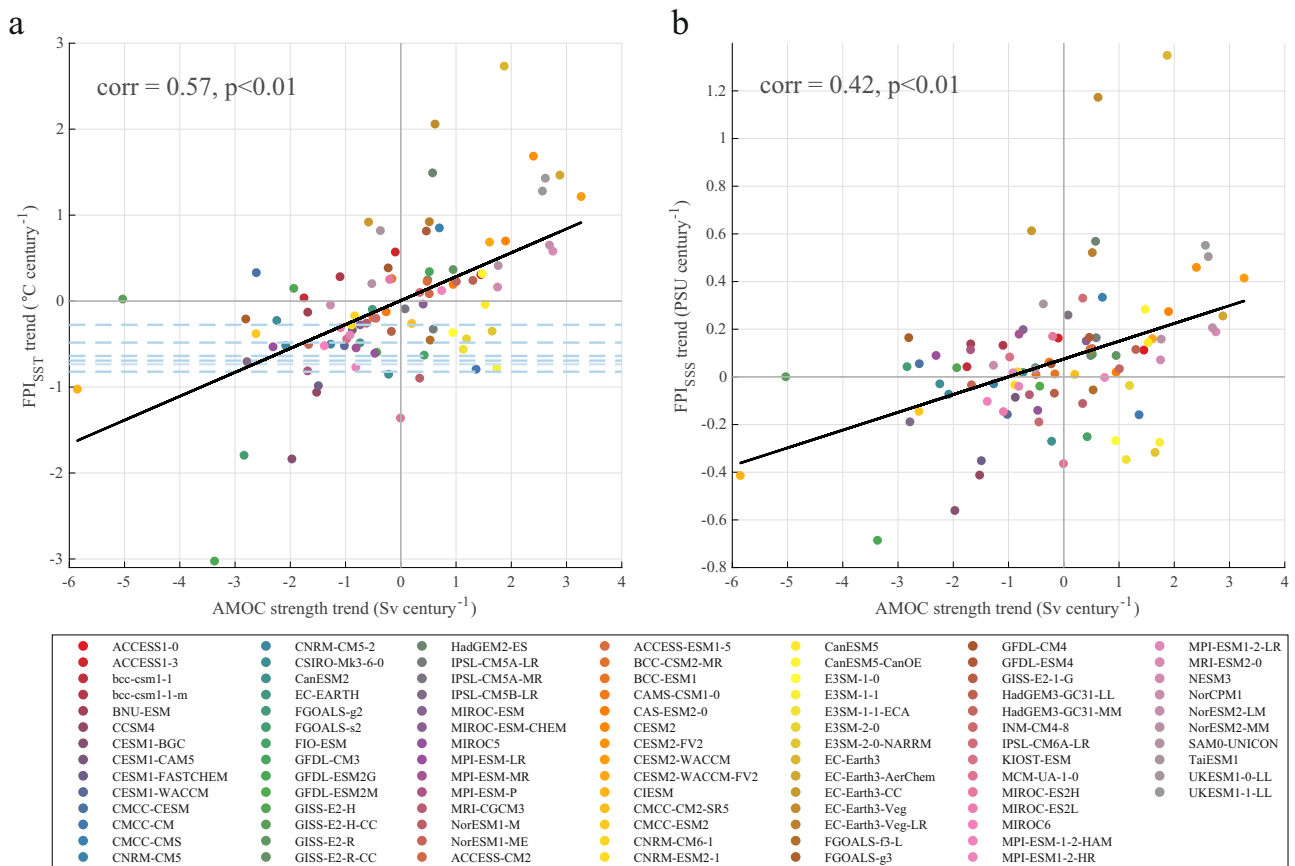 a
b
corr = 0.57, p<0.01
corr = 0.42, p<0.01
3
2
1
0
-1
-2
-3
FPI_SST trend (°C century⁻¹)
-6 -5 -4 -3 -2 -1 0 1 2 3 4
AMOC strength trend (Sv century⁻¹)
1.2
1
0.8
0.6
0.4
0.2
0
-0.2
-0.4
-0.6
-0.8
FPI_SSS trend (PSU century⁻¹)
-6 -5 -4 -3 -2 -1 0 1 2 3 4
AMOC strength trend (Sv century⁻¹)
ACCESS1-0
ACCESS1-3
bcc-csm1-1
bcc-csm1-1-m
BNU-ESM
CCSM4
CESM1-BGC
CESM1-CAM5
CESM1-FASTCHEM
CESM1-WACCM
CMCC-CESM
CMCC-CM
CMCC-CMS
CNRM-CM5
CNRM-CM5-2
CSIRO-Mk3-6-0
CanESM2
EC-EARTH
FGOALS-g2
FGOALS-s2
FIO-ESM
GFDL-CM3
GFDL-ESM2G
GFDL-ESM2M
GISS-E2-H
GISS-E2-H-CC
GISS-E2-R
GISS-E2-R-CC
HadGEM2-ES
IPSL-CM5A-LR
IPSL-CM5A-MR
IPSL-CM5B-LR
MIROC-ESM
MIROC-ESM-CHEM
MIROC5
MPI-ESM-LR
MPI-ESM-MR
MPI-ESM-P
MRI-CGCM3
NorESM1-M
NorESM1-ME
ACCESS-CM2
ACCESS-ESM1-5
BCC-CSM2-MR
BCC-ESM1
CAMS-CSM1-0
CAS-ESM2-0
CESM2
CESM2-FV2
CESM2-WACCM
CESM2-WACCM-FV2
CIESM
CMCC-CM2-SR5
CMCC-ESM2
CNRM-CM6-1
CNRM-ESM2-1
CanESM5
CanESM5-CanOE
E3SM-1-0
E3SM-1-1
E3SM-1-1-ECA
E3SM-2-0
E3SM-2-0-NARRM
EC-Earth3
EC-Earth3-AerChem
EC-Earth3-CC
EC-Earth3-Veg
EC-Earth3-Veg-LR
FGOALS-f3-L
FGOALS-g3
GFDL-CM4
GFDL-ESM4
GISS-E2-1-G
HadGEM3-GC31-LL
HadGEM3-GC31-MM
INM-CM4-8
IPSL-CM6A-LR
KIOST-ESM
MCM-UA-1-0
MIROC-ES2H
MIROC-ES2L
MIROC6
MPI-ESM-1-2-HAM
MPI-ESM1-2-HR
MPI-ESM1-2-LR
MRI-ESM2-0
NESM3
NorCPM1
NorESM2-LM
NorESM2-MM
SAM0-UNICON
TaiESM1
UKESM1-0-LL
UKESM1-1-LL